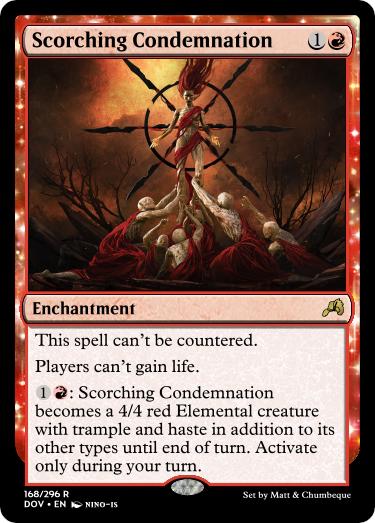 Scorching Condemnation 1
Enchantment
This spell can't be countered.
Players can't gain life.
1 : Scorching Condemnation
becomes a 4/4 red Elemental creature
with trample and haste in addition to its
other types until end of turn. Activate
only during your turn.
168/296 R
DOV • EN NINO-IS
Set by Matt & Chumbeque